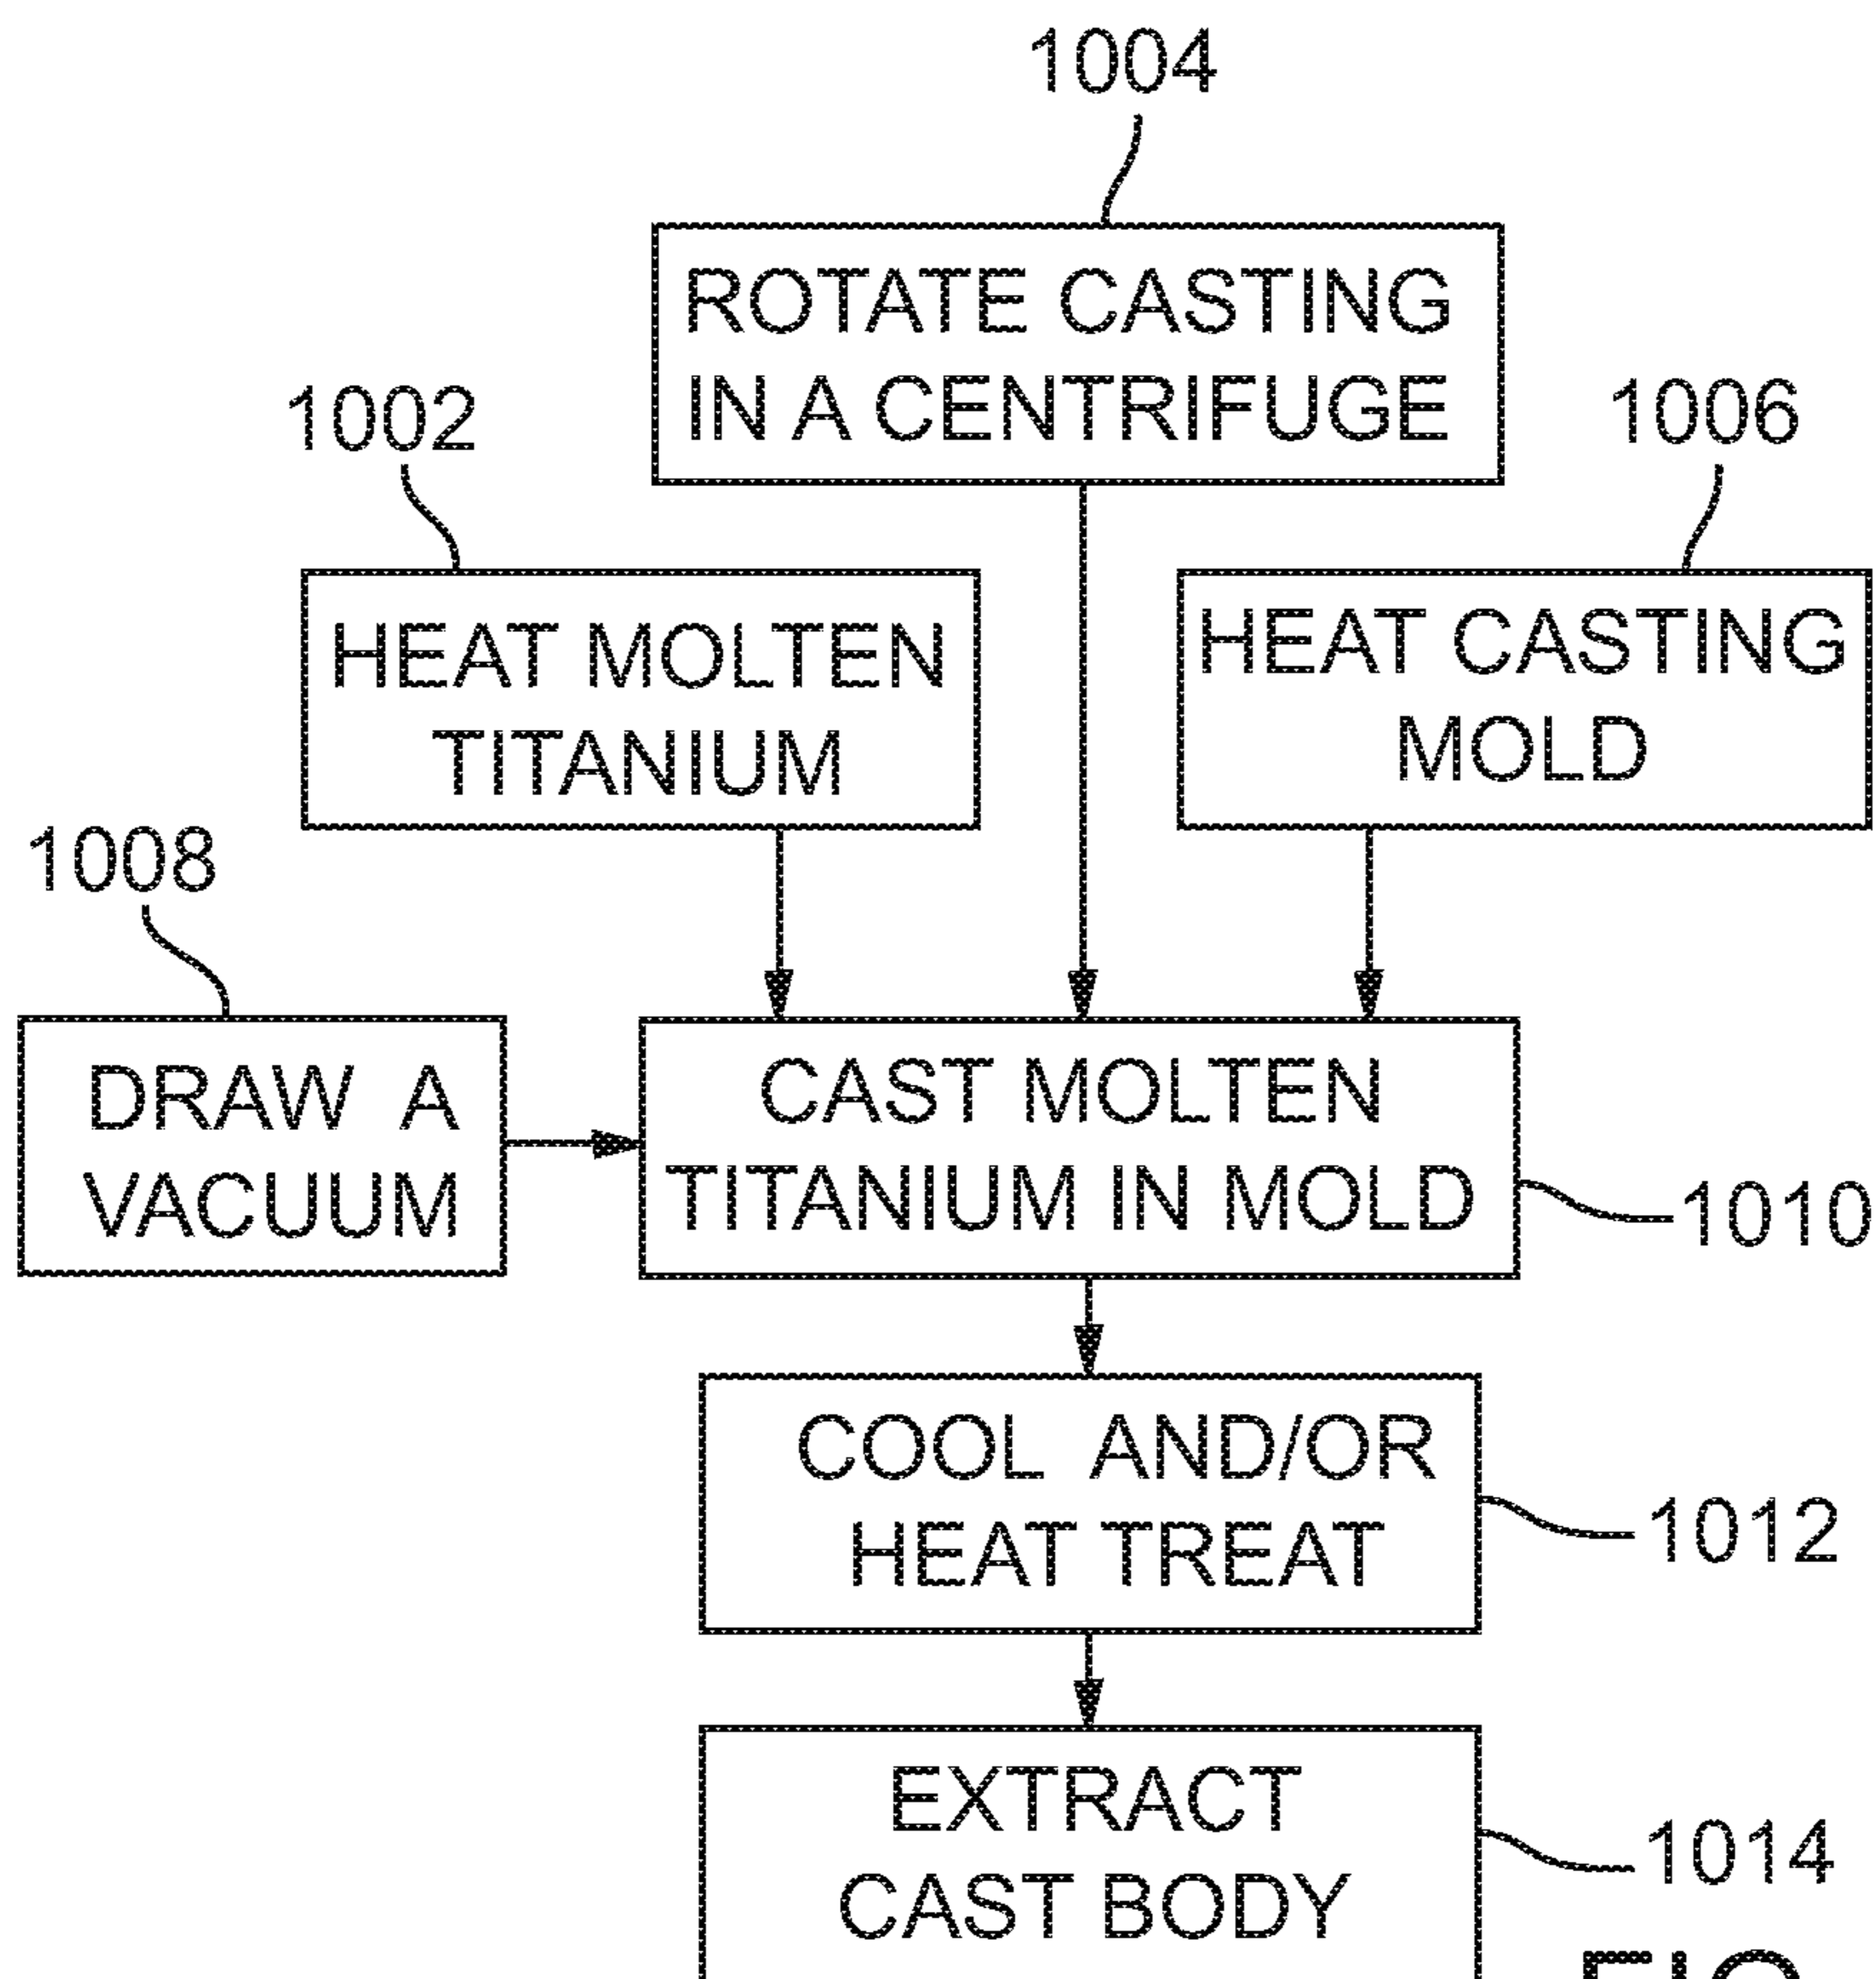 1004
ROTATE CASTING
IN A CENTRIFUGE
1002
1006
HEAT MOLTEN
TITANIUM
HEAT CASTING
MOLD
1008
DRAW A
VACUUM
CAST MOLTEN
TITANIUM IN MOLD
1010
COOL AND/OR
HEAT TREAT
1012
EXTRACT
CAST BODY
1014